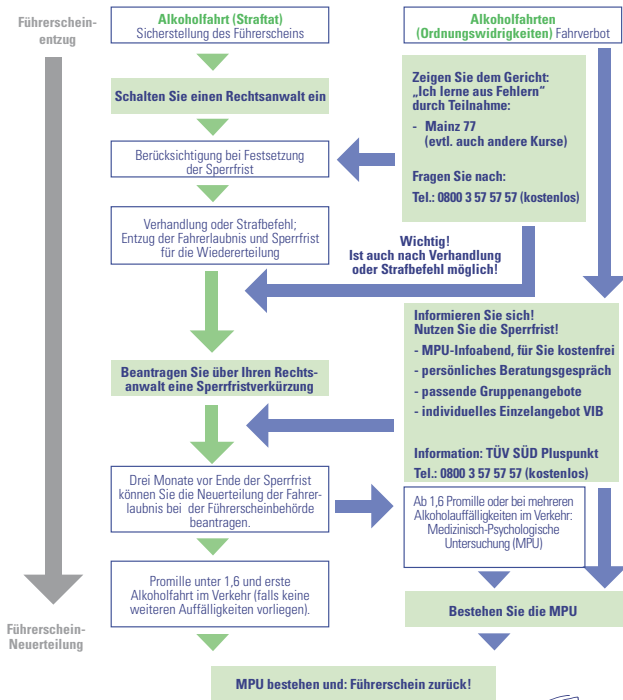 Führerschein-
entzug
Alkoholfahrt (Straftat)
Sicherstellung des Führerscheins
Alkoholfahrten
(Ordnungswidrigkeiten) Fahrverbot
Schalten Sie einen Rechtsanwalt ein
Zeigen Sie dem Gericht:
„Ich lerne aus Fehlern“
durch Teilnahme:
- Mainz 77
(evtl. auch andere Kurse)
Fragen Sie nach:
Tel.: 0800 3 57 57 57 (kostenlos)
Berücksichtigung bei Festsetzung
der Sperrfrist
Verhandlung oder Strafbefehl;
Entzug der Fahrerlaubnis und Sperrfrist
für die Wiedererteilung
Wichtig!
Ist auch nach Verhandlung
oder Strafbefehl möglich!
Informieren Sie sich!
Nutzen Sie die Sperrfrist!
- MPU-Infoabend, für Sie kostenfrei
- persönliches Beratungsgespräch
- passende Gruppenangebote
- individuelles Einzelangebot VIB
Information: TÜV SÜD Pluspunkt
Tel.: 0800 3 57 57 57 (kostenlos)
Beantragen Sie über Ihren Rechts-
anwalt eine Sperrfristverkürzung
Drei Monate vor Ende der Sperrfrist
können Sie die Neuerteilung der Fahrer-
laubnis bei der Führerscheinbehörde
beantragen.
Ab 1,6 Promille oder bei mehreren
Alkoholauffälligkeiten im Verkehr:
Medizinisch-Psychologische
Untersuchung (MPU)
Promille unter 1,6 und erste
Alkoholfahrt im Verkehr (falls keine
weiteren Auffälligkeiten vorliegen).
Bestehen Sie die MPU
Führerschein-
Neuerteilung
MPU bestehen und: Führerschein zurück!